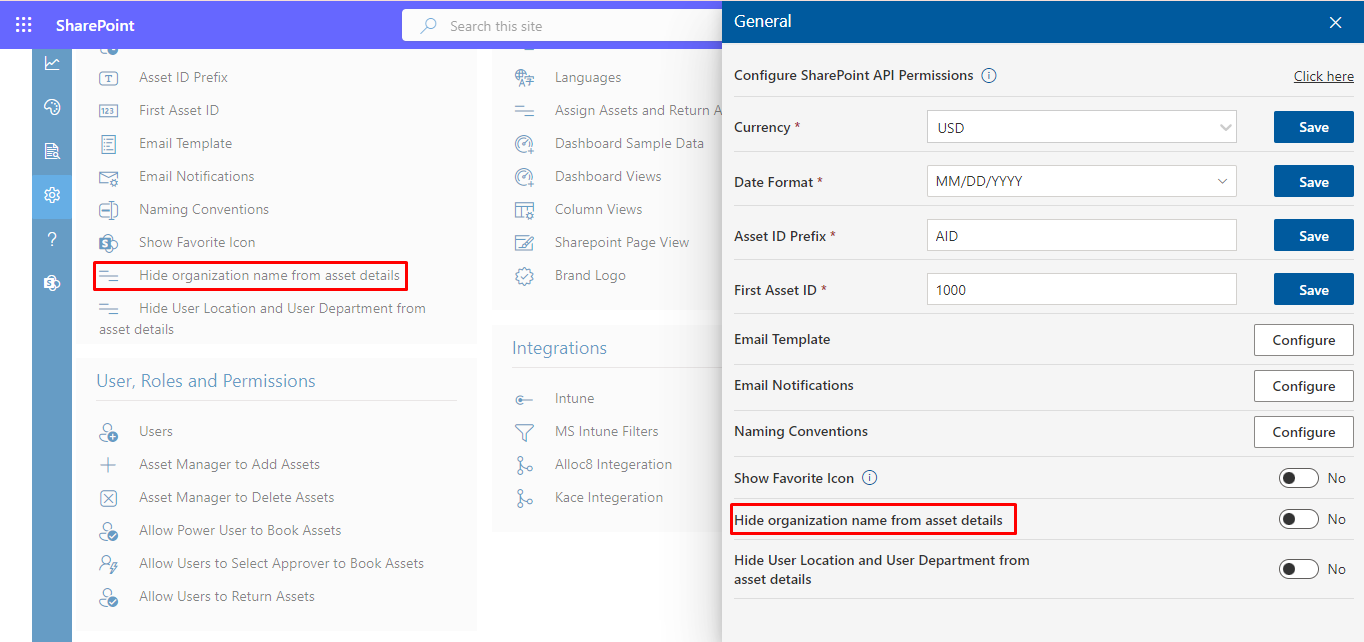 SharePoint
Search this site
Asset ID Prefix
First Asset ID
Email Template
Email Notifications
Naming Conventions
Show Favorite Icon
Hide organization name from asset details
Hide User Location and User Department from
asset details
User, Roles and Permissions
Users
Asset Manager to Add Assets
Asset Manager to Delete Assets
Allow Power User to Book Assets
Allow Users to Select Approver to Book Assets
Allow Users to Return Assets
Languages
Assign Assets and Return A
Dashboard Sample Data
Dashboard Views
Column Views
Sharepoint Page View
Brand Logo
Integrations
Intune
MS Intune Filters
Alloc8 Integeration
Kace Integeration
General
Configure SharePoint API Permissions Click here
Currency * USD Save
Date Format * MM/DD/YYYY Save
Asset ID Prefix * AID Save
First Asset ID * 1000 Save
Email Template Configure
Email Notifications Configure
Naming Conventions Configure
Show Favorite Icon No
Hide organization name from asset details No
Hide User Location and User Department from
asset details No